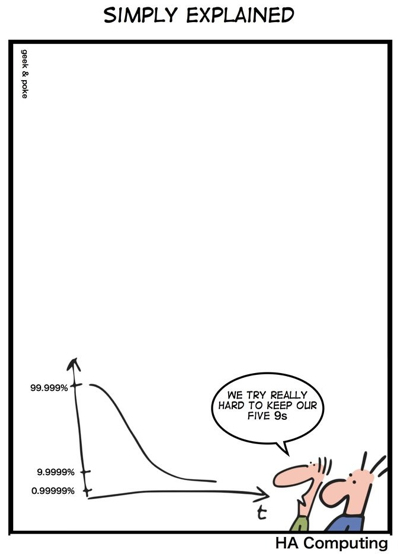 SIMPLY EXPLAINED
geek & poke
99.999%
9.9999%
0.99999%
t
WE TRY REALLY
HARD TO KEEP OUR
FIVE 9s
HA Computing